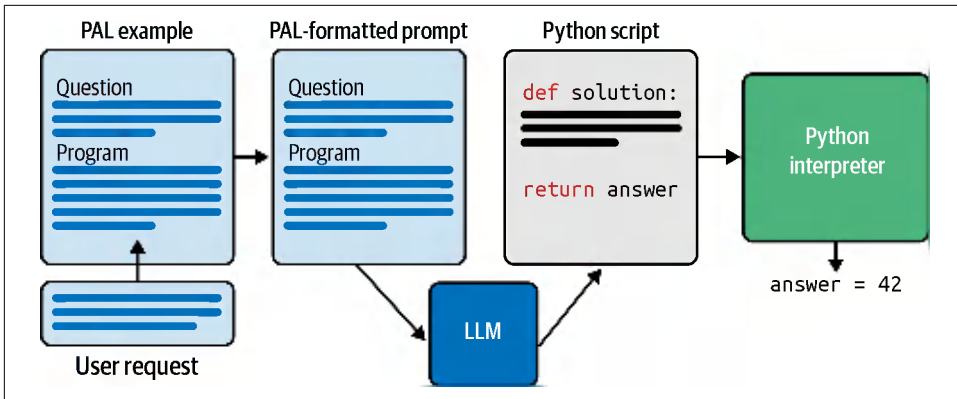 PAL example
PAL-formatted prompt
Python script
Question
Program
Question
Program
def solution:
return answer
Python
interpreter
answer = 42
LLM
User request